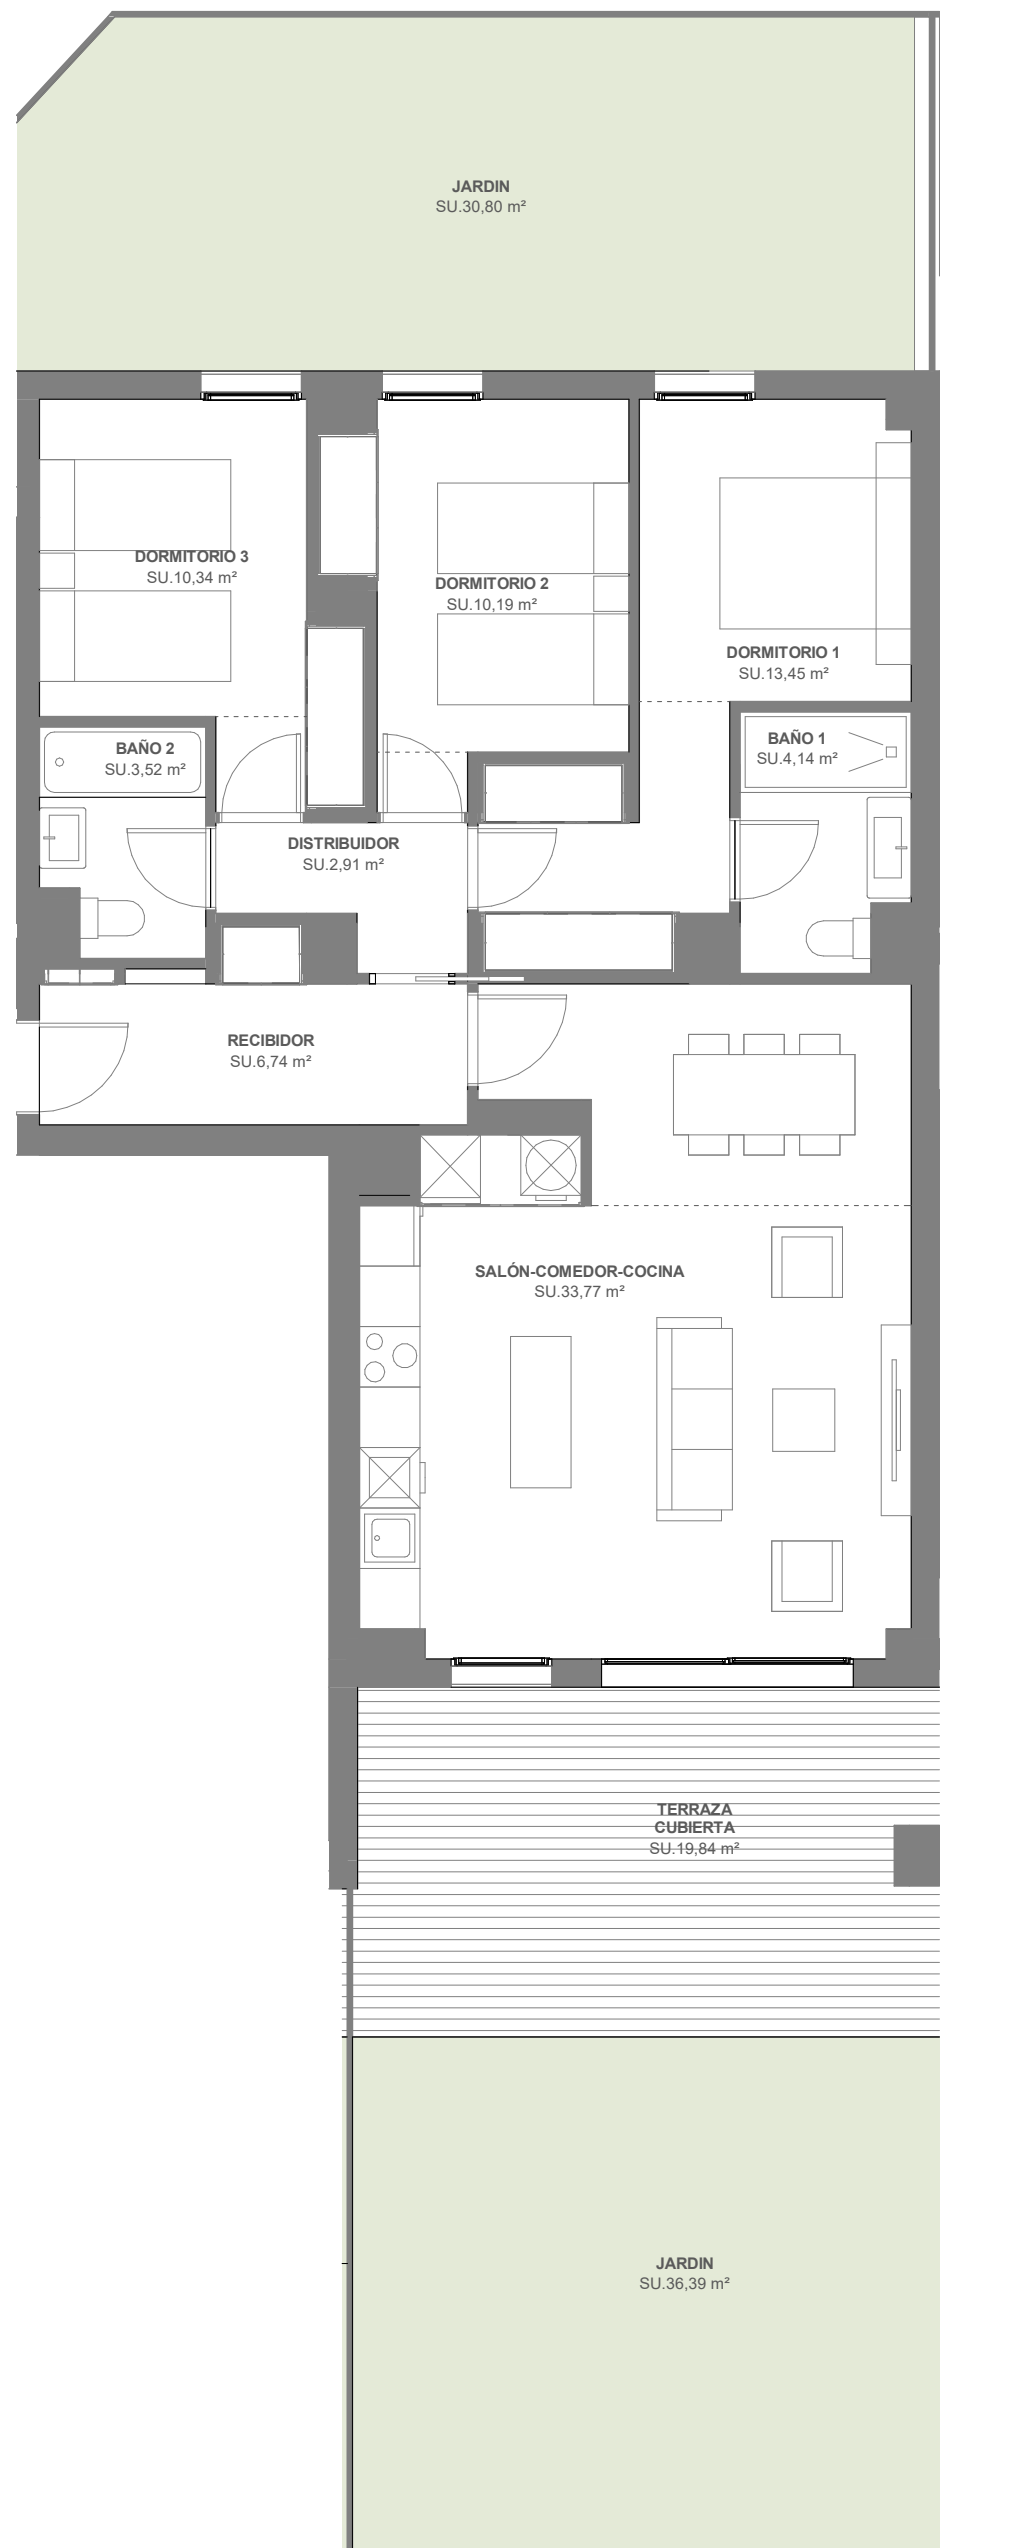 JARDIN
SU.30,80 m²
DORMITORIO 3
SU.10,34 m²
DORMITORIO 2
SU.10,19 m²
DORMITORIO 1
SU.13,45 m²
BAÑO 2
SU.3,52 m²
BAÑO 1
SU.4,14 m²
DISTRIBUIDOR
SU.2,91 m²
RECIBIDOR
SU.6,74 m²
SALÓN-COMEDOR-COCINA
SU.33,77 m²
TERRAZA
CUBIERTA
SU.19,84 m²
JARDIN
SU.36,39 m²